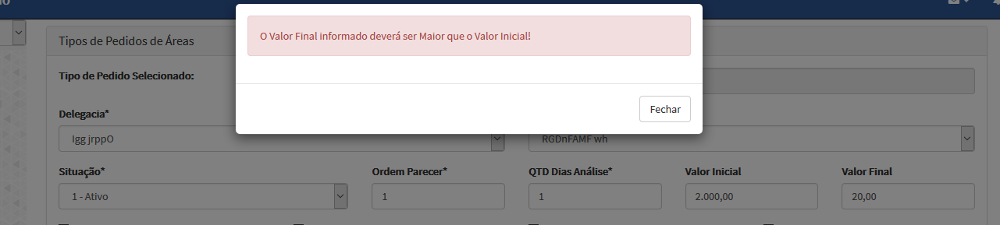 O Valor Final informado deverá ser Maior que o Valor Inicial!
Fechar
Tipos de Pedidos de Áreas
Tipo de Pedido Selecionado:
Delegacia*
Igg jrppO
RGDnFAMF wh
Situação* Ordem Parecer* QTD Dias Análise* Valor Inicial Valor Final
1 - Ativo 1 1 2.000,00 20,00